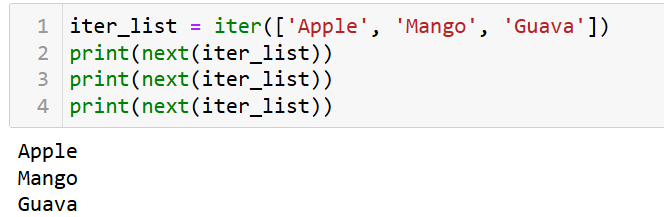 1 iter_list = iter(['Apple', 'Mango', 'Guava'])
2 print(next(iter_list))
3 print(next(iter_list))
4 print(next(iter_list))
Apple
Mango
Guava